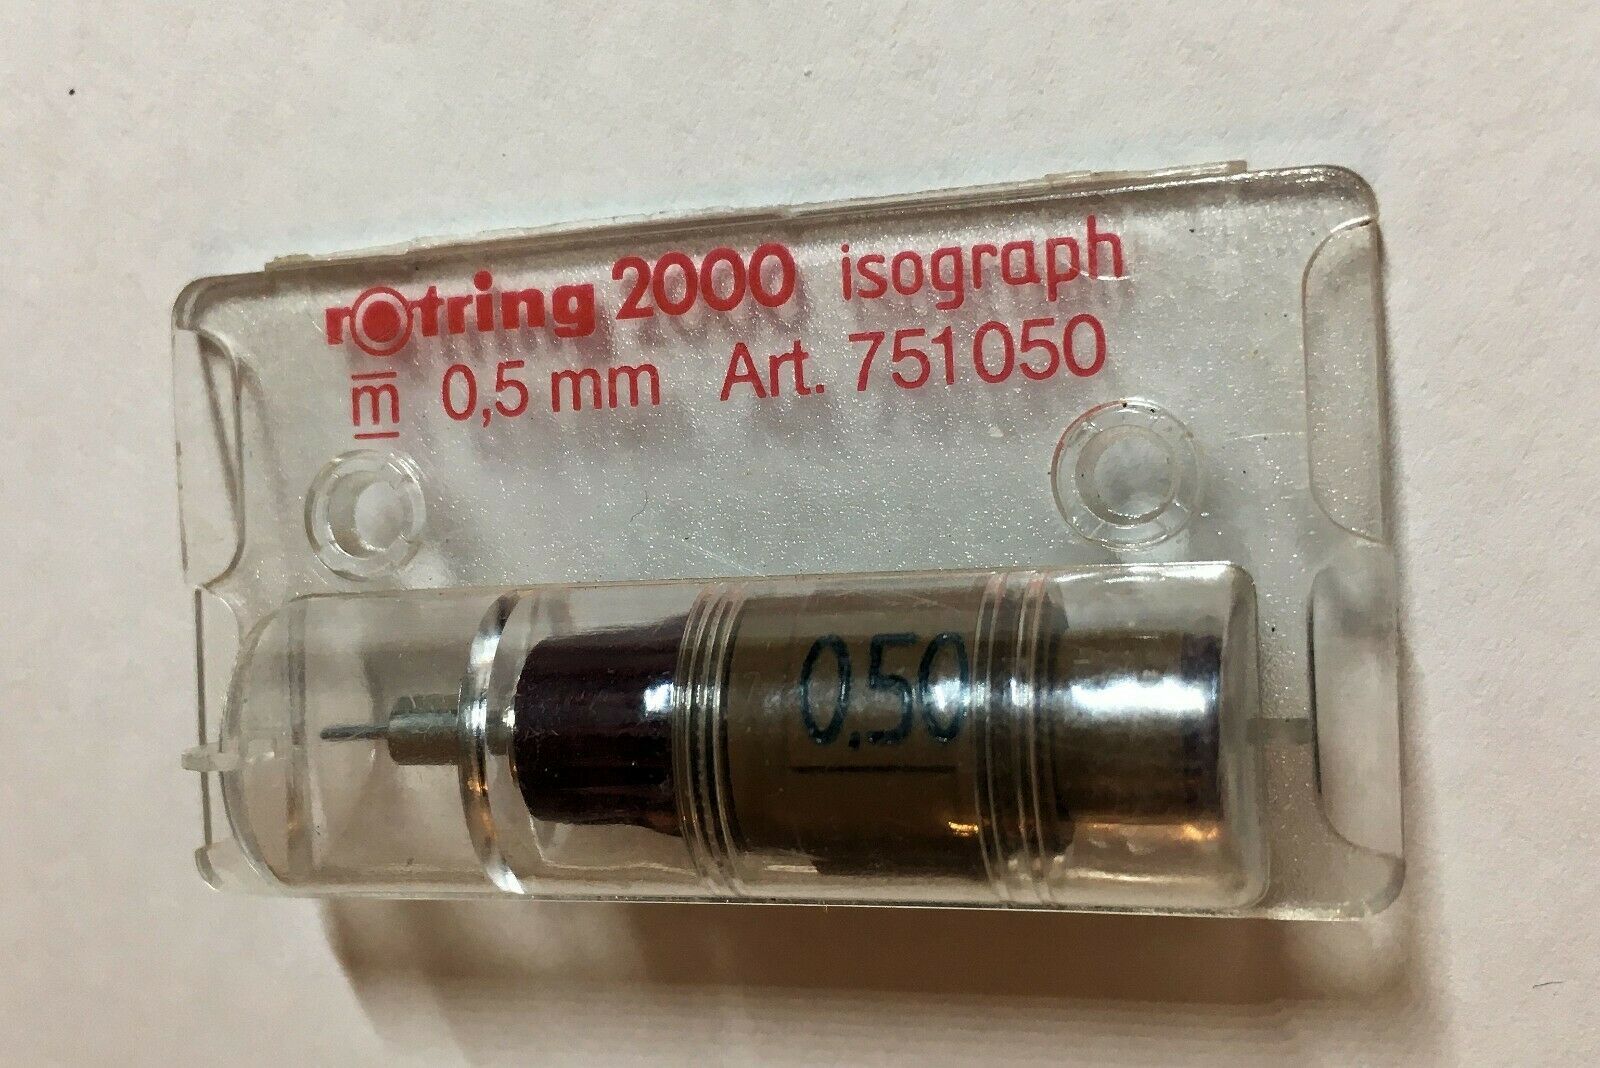 rotring 2000 isograph
m 0,5 mm Art. 751050
0,50